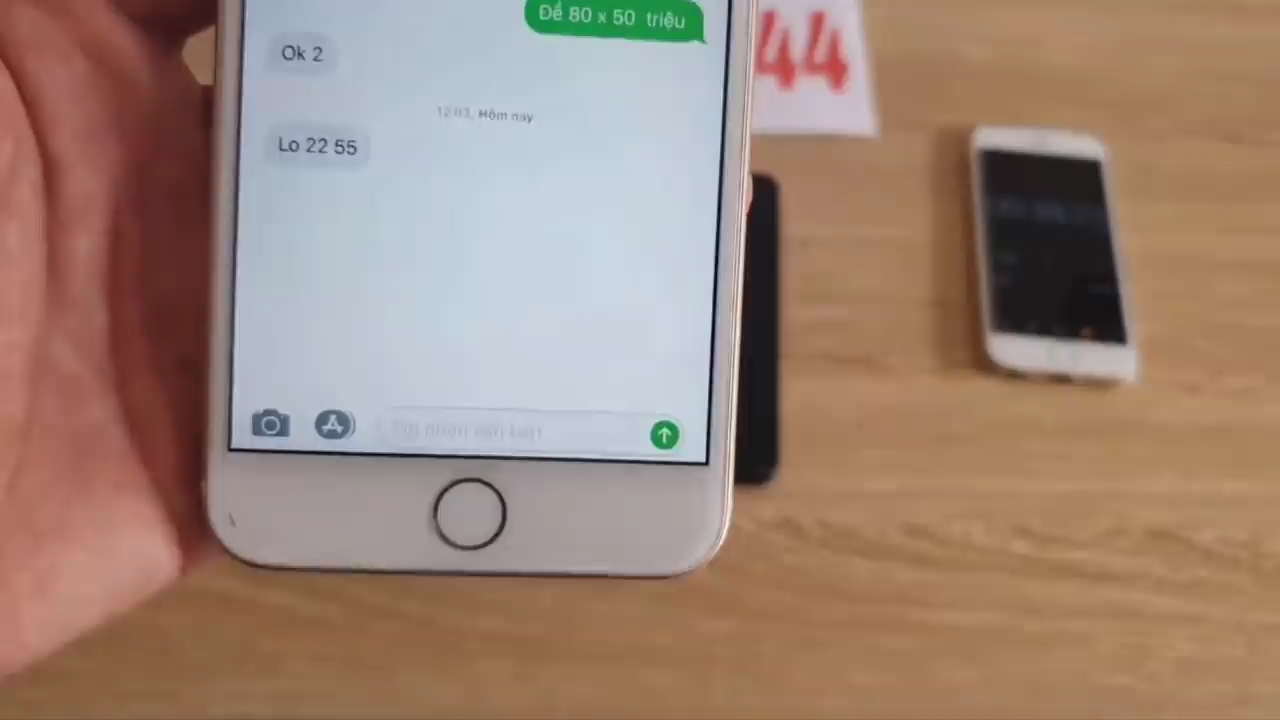 Đề 80 x 50 triệu
44
Ok 2
12:03, Hôm nay
Lo 22 55